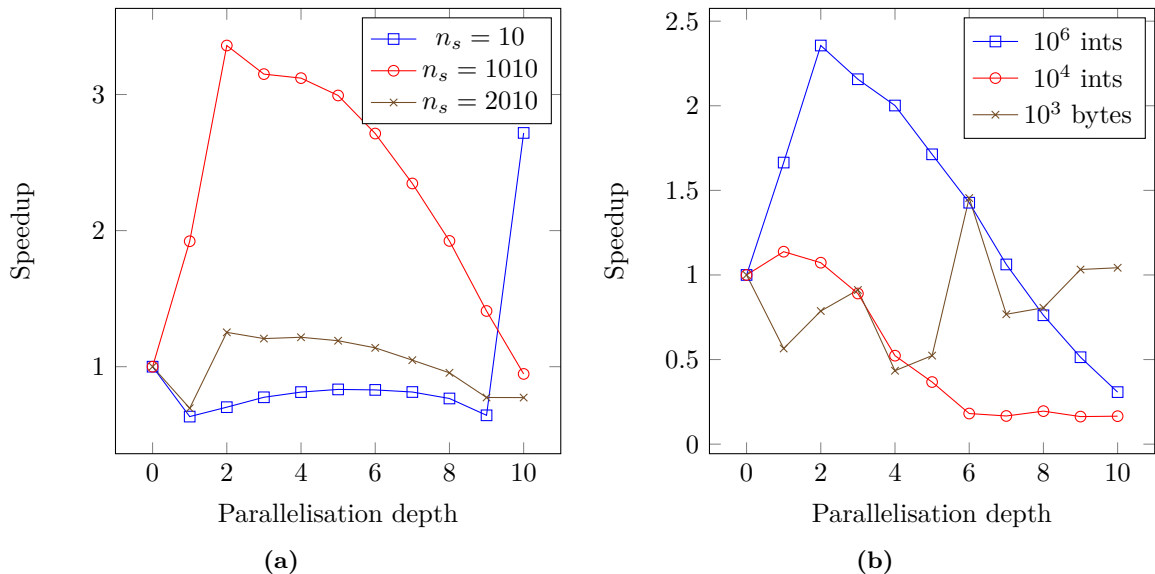 3
2
1
Speedup
0 2 4 6 8 10
Parallelisation depth
n_s = 10
n_s = 1010
n_s = 2010
(a)
2.5
2
1.5
1
0.5
0
Speedup
0 2 4 6 8 10
Parallelisation depth
10^6 ints
10^4 ints
10^3 bytes
(b)